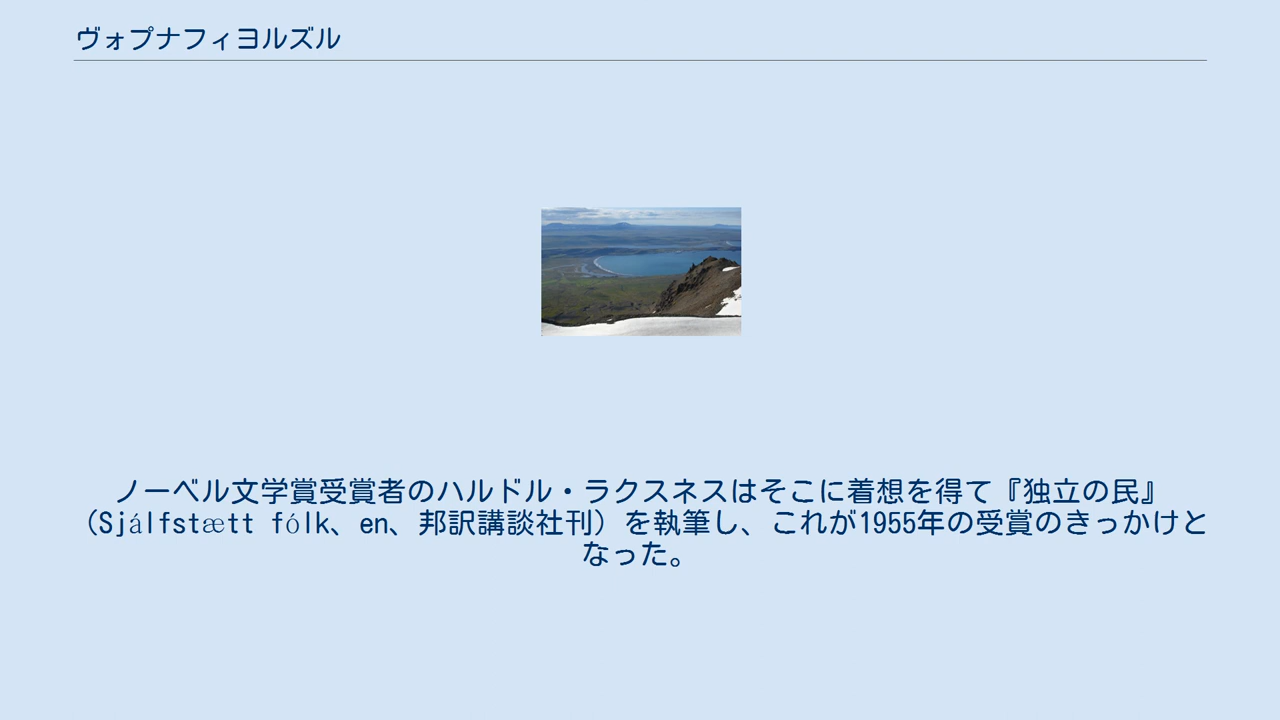 ヴォプナフィヨルズル
ノーベル文学賞受賞者のハルドル・ラクスネスはそこに着想を得て『独立の民』
（Sjálfstætt fólk、en、邦訳講談社刊）を執筆し、これが1955年の受賞のきっかけと
なった。